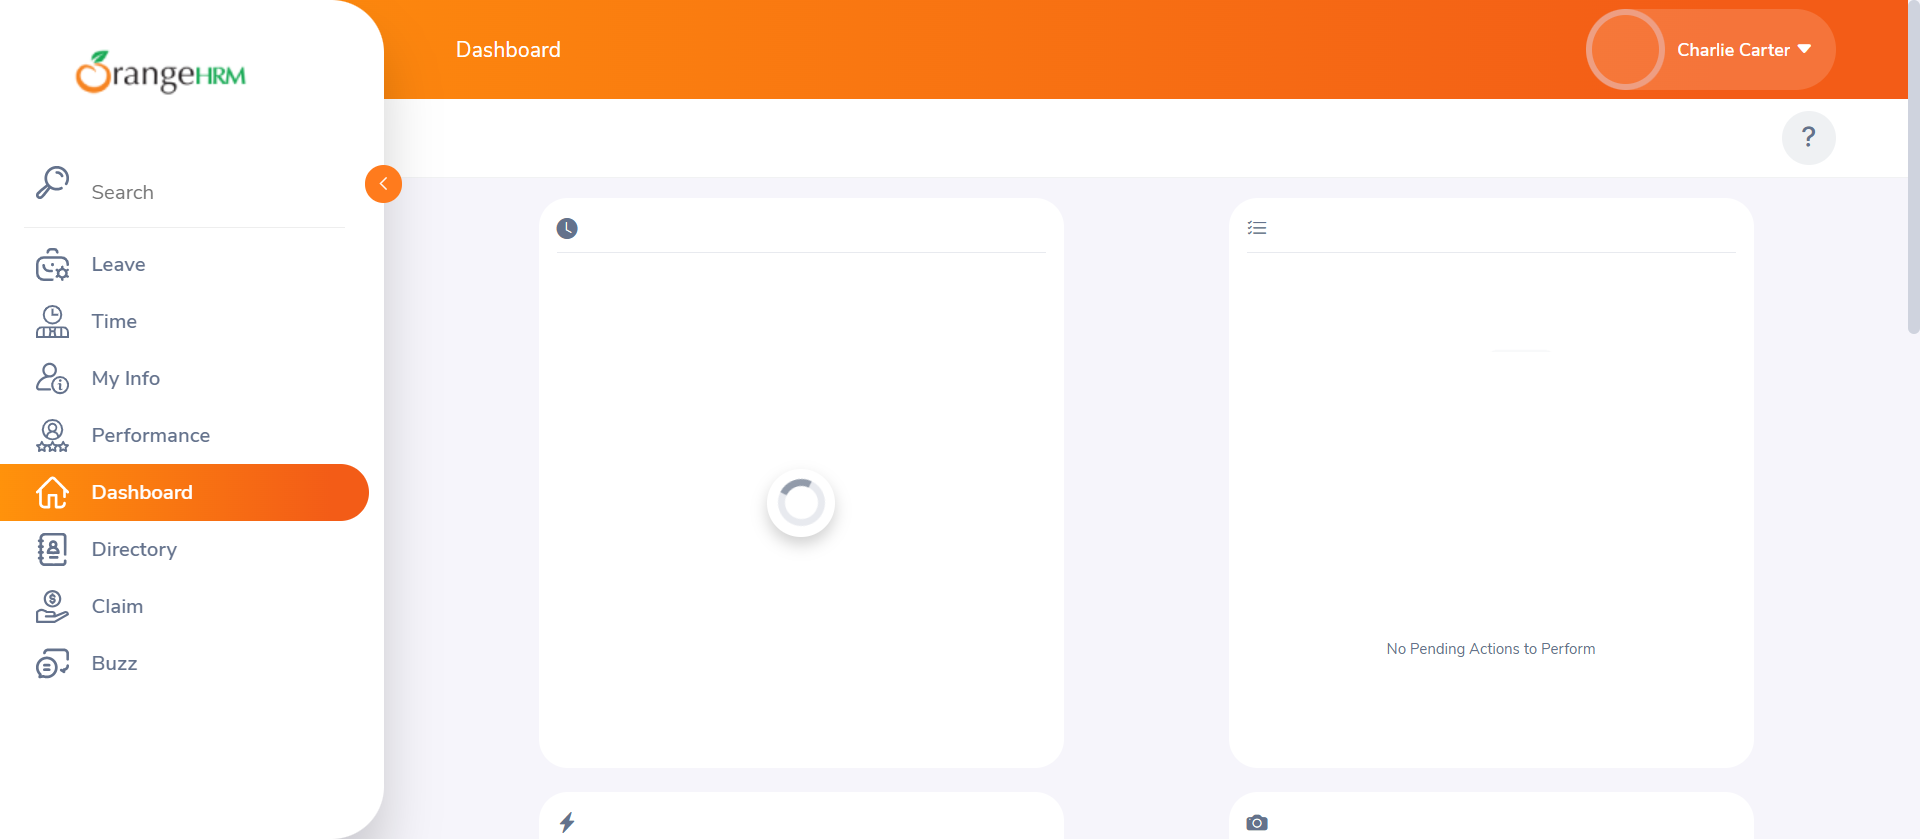 OrangeHRM
Dashboard
Charlie Carter
?
Search
Leave
Time
My Info
Performance
Dashboard
Directory
Claim
Buzz
No Pending Actions to Perform